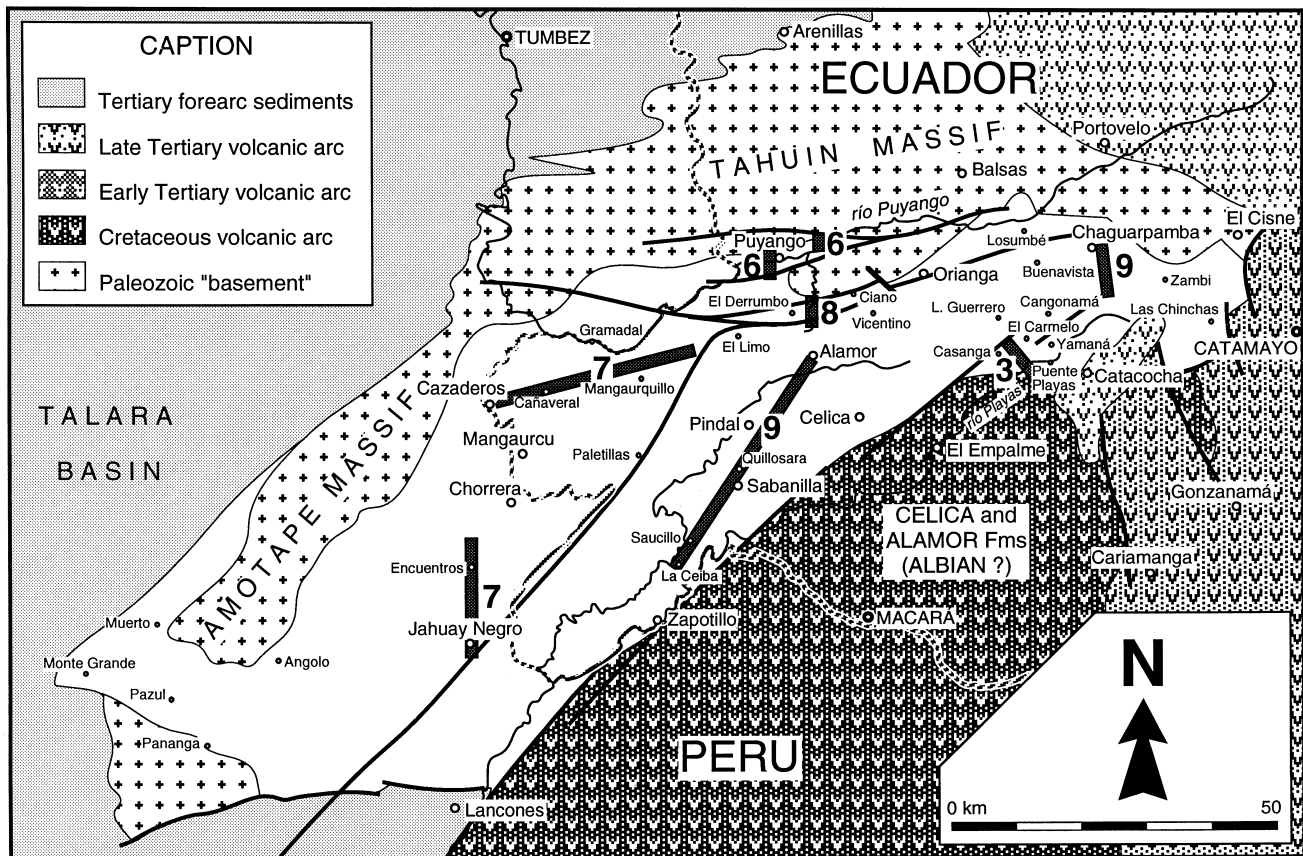 CAPTION
Tertiary forearc sediments
Late Tertiary volcanic arc
Early Tertiary volcanic arc
Cretaceous volcanic arc
Paleozoic "basement"
TUMBEZ
Arenillas
ECUADOR
TAHUIN MASSIF
Portovelo
Balsas
río Puyango
El Cisne
Puyango
6
6
Losumbé
Chaguarpamba
Buenavista
9
Zambi
Orianga
El Derrumbo
Ciano
8
Vicentino
L. Guerrero
Cangonamá
Las Chinchas
El Carmelo
Yamaná
Gramadal
El Limo
Alamor
Casanga
CATAMAYO
3
Puente
Playas
Catacocha
7
Mangaurquillo
Cazaderos
Cañaveral
río Playas
TALARA
BASIN
AMOTAPE MASSIF
Pindal
9
Celica
Mangaurcu
Paletillas
Quillosara
El Empalme
Chorrera
Sabanilla
Gonzanamá
CELICA and
ALAMOR Fms
(ALBIAN ?)
Saucillo
Cariamanga
Encuentros
La Ceiba
7
Jahuay Negro
Zapotillo
MACARA
Muerto
Monte Grande
Angolo
Pazul
Pananga
PERU
Lancones
N
0 km
50